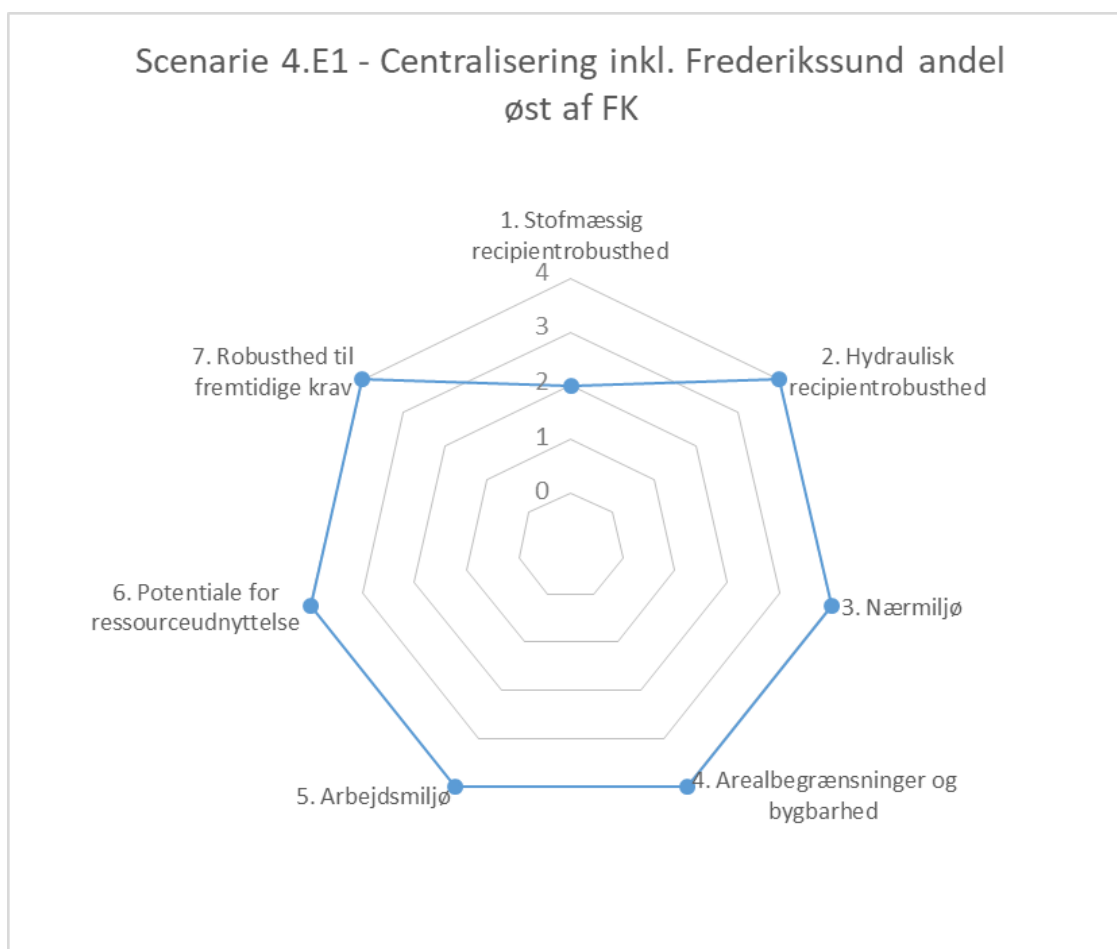 Scenarie 4.E1 - Centralisering inkl. Frederikssund andel
øst af FK
1. Stofmæssig
recipientrobusthed
4
3
2
1
0
2. Hydraulisk
recipientrobusthed
3. Nærmiljø
4. Arealbegrænsninger og
bygbarhed
5. Arbejdsmiljø
6. Potentiale for
ressourceudnyttelse
7. Robusthed til
fremtidige krav